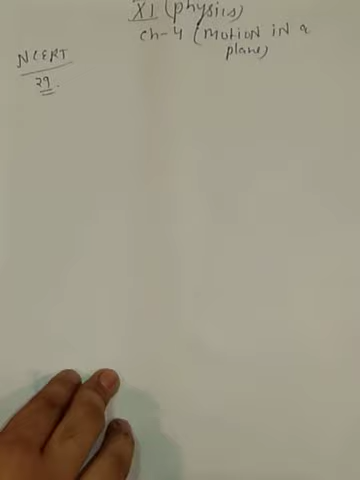 XI (physics)
ch-4 (MOTION IN a
plane)
NCERT
29.